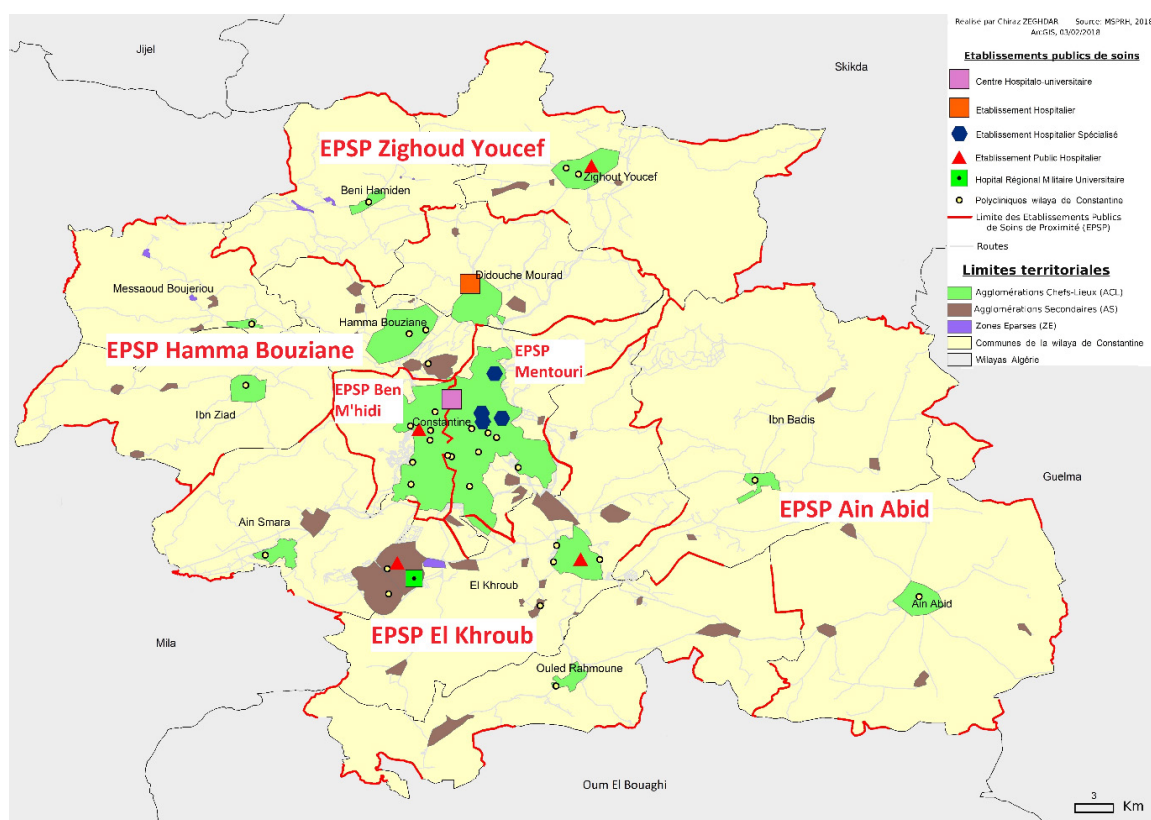 Realise par Chiraz ZEGHDAR Source: MSPRH, 2018
ArcGIS, 03/02/2018
Etablissements publics de soins
Centre Hospitalo-universitaire
Etablissement Hospitalier
Etablissement Hospitalier Spécialisé
Etablissement Public Hospitalier
Hopital Régional Militaire Universitaire
Polycliniques wilaya de Constantine
Limite des Etablissements Publics
de Soins de Proximité (EPSP)
Routes
Limites territoriales
Agglomérations Chefs-Lieux (ACL)
Agglomérations Secondaires (AS)
Zones Eparses (ZE)
Communes de la wilaya de Constantine
Wilayas Algérie
Jijel
Skikda
EPSP Zighoud Youcef
Zighout Youcef
Beni Hamiden
Didouche Mourad
Messaoud Boujeriou
Hamma Bouziane
EPSP Hamma Bouziane
EPSP
Mentouri
EPSP Ben
M'hidi
Ibn Ziad
Constantine
Ibn Badis
Guelma
EPSP Ain Abid
Ain Smara
El Khroub
Ain Abid
EPSP El Khroub
Mila
Ouled Rahmoune
Oum El Bouaghi
3
Km